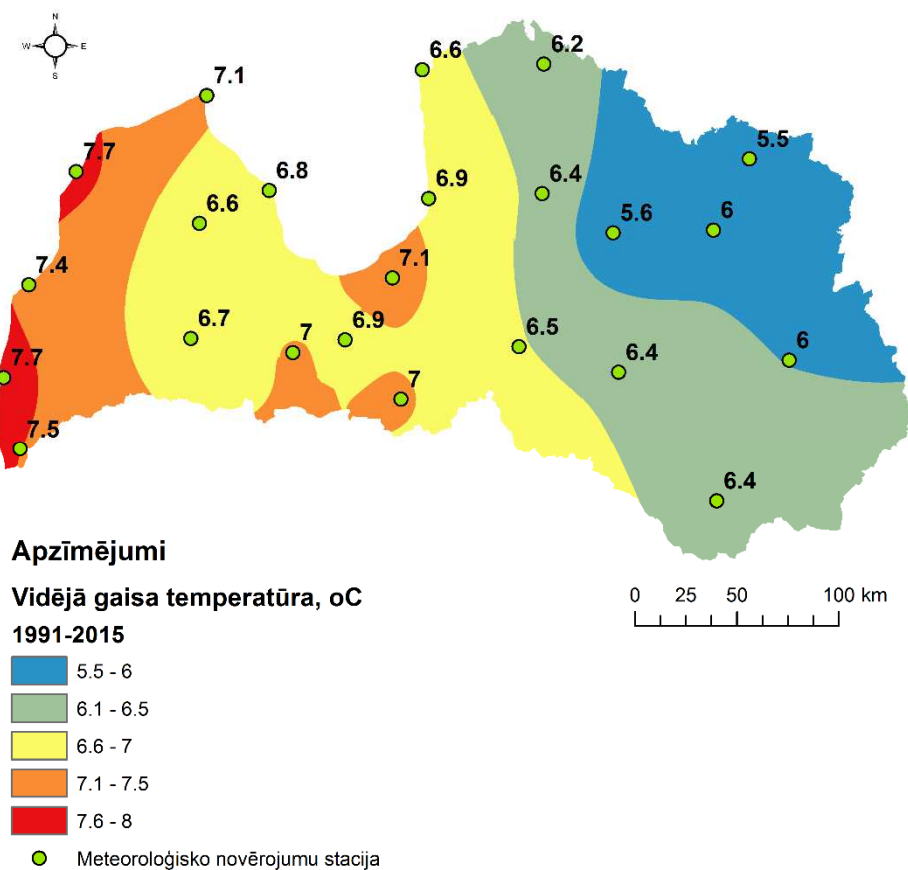 N
W E
S
6.2
6.6
7.1
5.5
7.7
6.8
6.9
6.4
6.6
5.6
6
7.4
7.1
6.7
6.9
7
6.5
6.4
6
7.7
7
7.5
6.4
Apzīmējumi
Vidējā gaisa temperatūra, oC
1991-2015
5.5 - 6
6.1 - 6.5
6.6 - 7
7.1 - 7.5
7.6 - 8
Meteoroloģisko novērojumu stacija
0 25 50 100 km